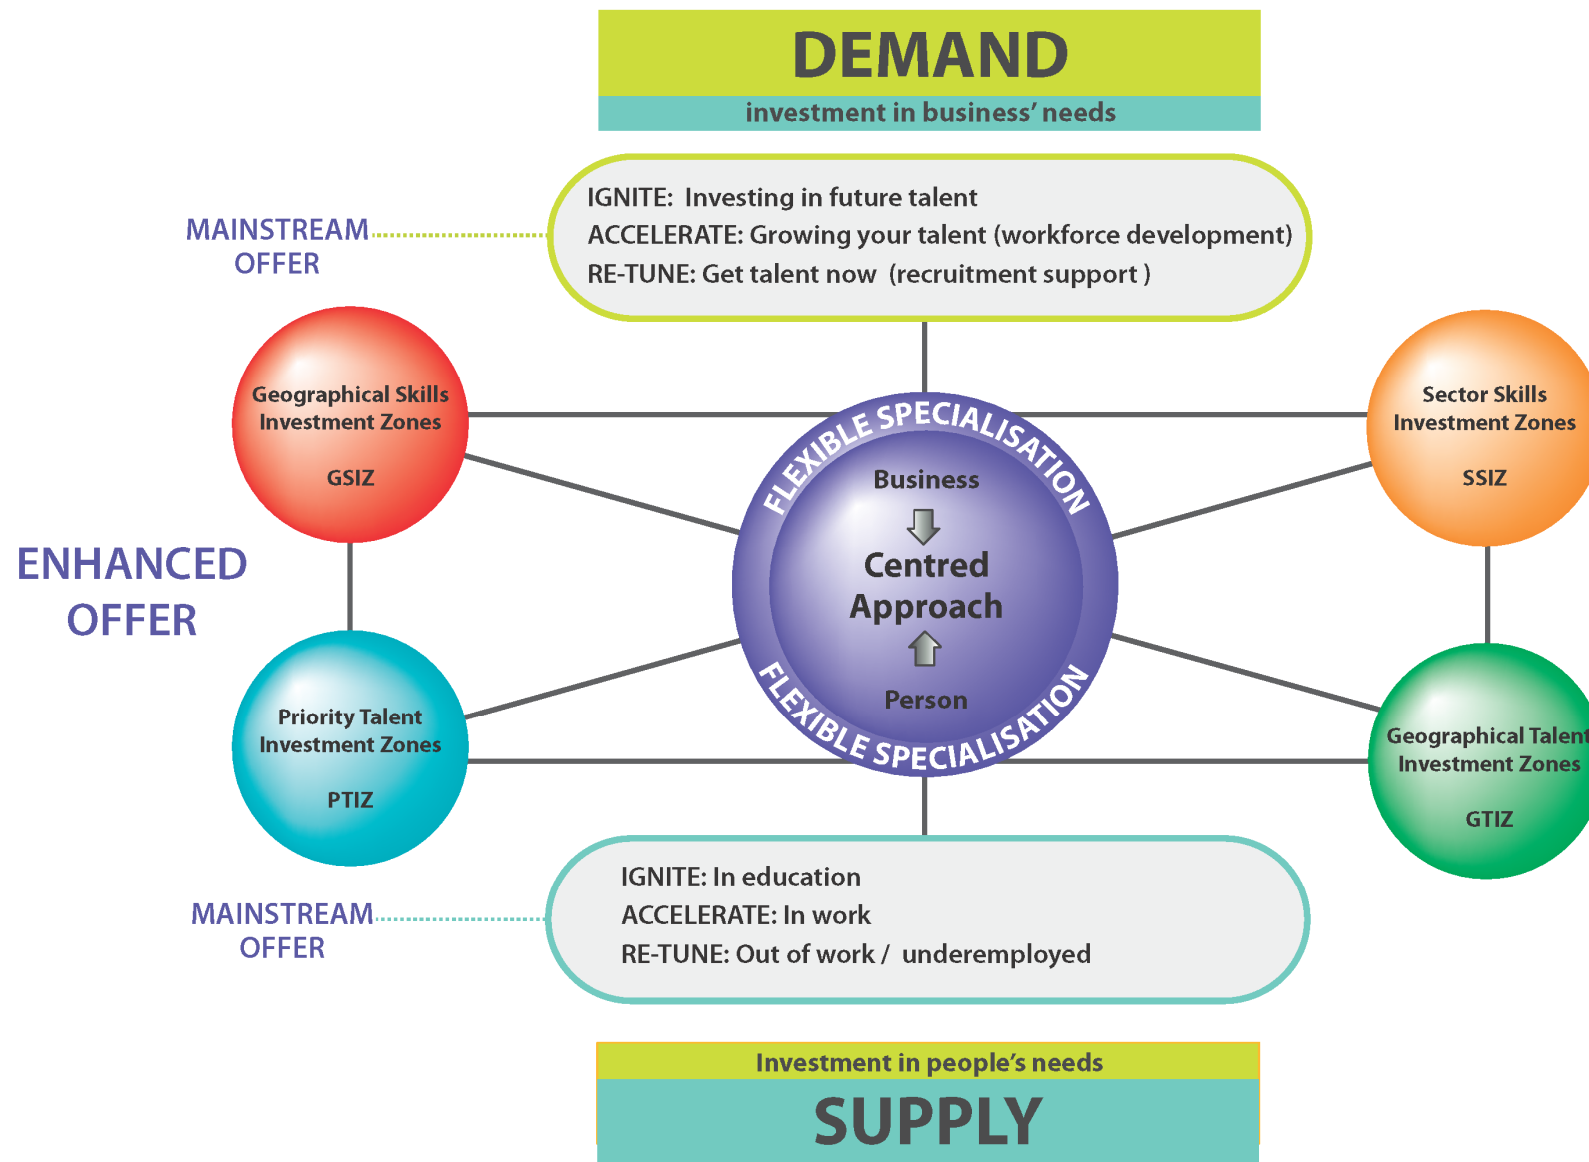 DEMAND
investment in business’ needs
IGNITE: Investing in future talent
ACCELERATE: Growing your talent (workforce development)
RE-TUNE: Get talent now (recruitment support )
MAINSTREAM
OFFER
Geographical Skills
Investment Zones
GSIZ
Sector Skills
Investment Zones
SSIZ
FLEXIBLE SPECIALISATION
Business
Centred
Approach
Person
FLEXIBLE SPECIALISATION
ENHANCED
OFFER
Priority Talent
Investment Zones
PTIZ
Geographical Talent
Investment Zones
GTIZ
MAINSTREAM
OFFER
IGNITE: In education
ACCELERATE: In work
RE-TUNE: Out of work / underemployed
Investment in people’s needs
SUPPLY